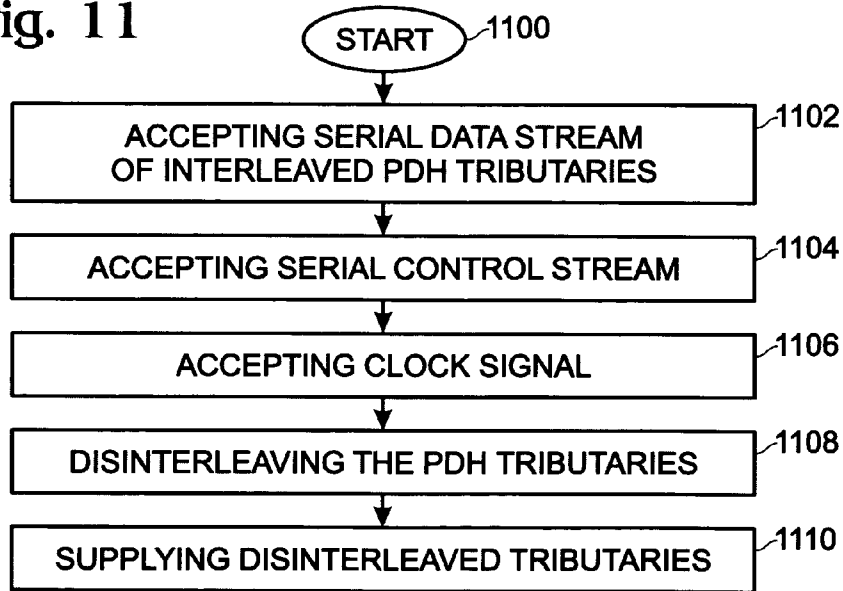 ig. 11
START
1100
1102
ACCEPTING SERIAL DATA STREAM
OF INTERLEAVED PDH TRIBUTARIES
1104
ACCEPTING SERIAL CONTROL STREAM
1106
ACCEPTING CLOCK SIGNAL
1108
DISINTERLEAVING THE PDH TRIBUTARIES
1110
SUPPLYING DISINTERLEAVED TRIBUTARIES